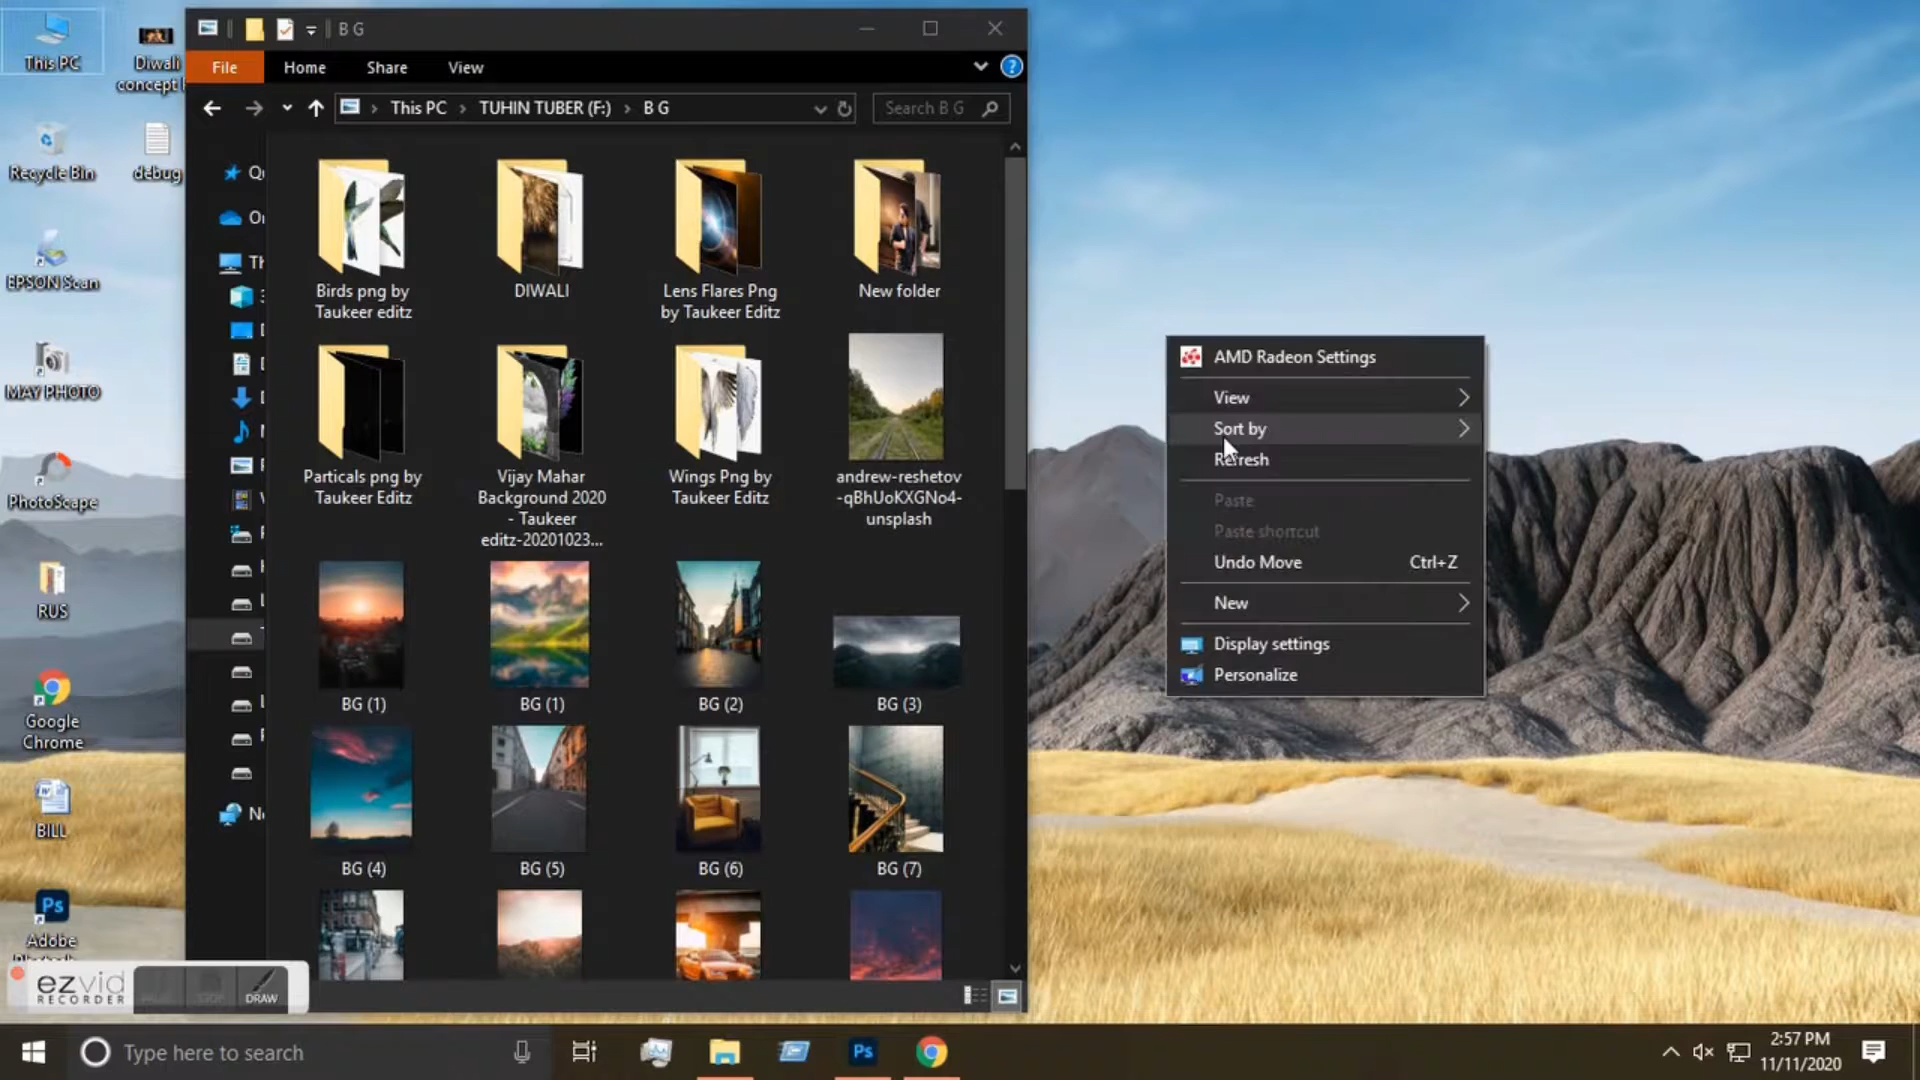 This PC
Diwali
concept
Recycle Bin
debug
EPSON Scan
MAY PHOTO
PhotoScape
RUS
Google
Chrome
BILL
Ps
Adobe
B G
File
Home
Share
View
?
This PC
TUHIN TUBER (F:)
B G
Search B G
Birds png by
Taukeer editz
DIWALI
Lens Flares Png
by Taukeer Editz
New folder
Particals png by
Taukeer Editz
Vijay Mahar
Background 2020
- Taukeer
editz-20201023...
Wings Png by
Taukeer Editz
andrew-reshetov
-qBhUoKXGNo4-
unsplash
BG (1)
BG (1)
BG (2)
BG (3)
BG (4)
BG (5)
BG (6)
BG (7)
AMD Radeon Settings
View
Sort by
Refresh
Paste
Paste shortcut
Undo Move Ctrl+Z
New
Display settings
Personalize
ezvid
RECORDER
DRAW
Type here to search
Ps
2:57 PM
11/11/2020